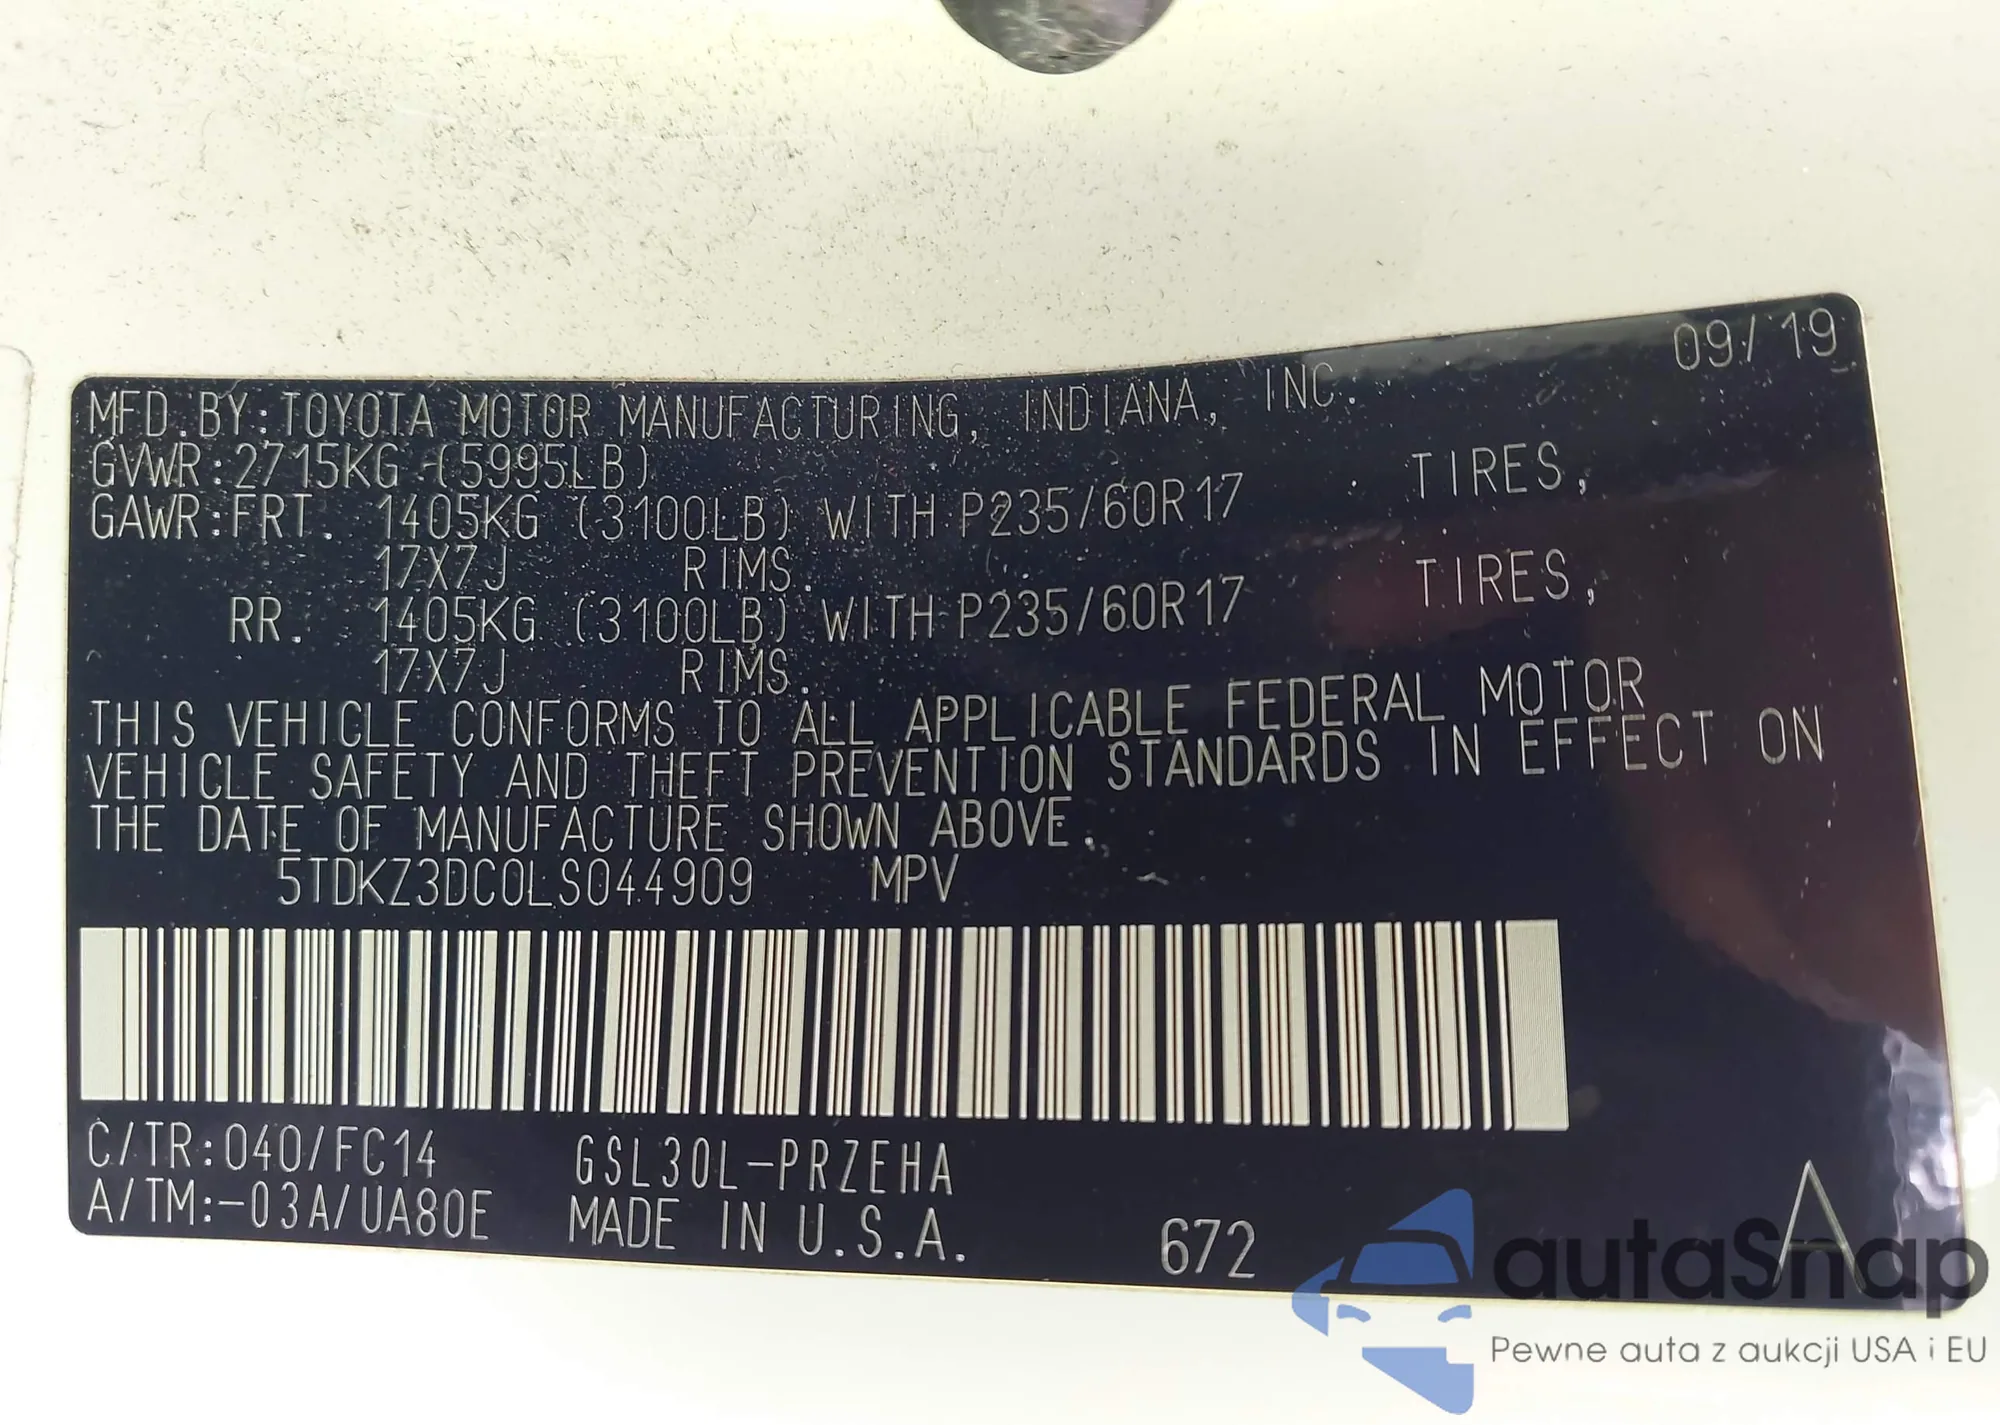 09/19
MFD.BY:TOYOTA MOTOR MANUFACTURING, INDIANA, INC.
GVWR:2715KG (5995LB)
GAWR:FRT. 1405KG (3100LB) WITH P235/60R17 TIRES,
17X7J RIMS.
RR. 1405KG (3100LB) WITH P235/60R17 TIRES,
17X7J RIMS.
THIS VEHICLE CONFORMS TO ALL APPLICABLE FEDERAL MOTOR
VEHICLE SAFETY AND THEFT PREVENTION STANDARDS IN EFFECT ON
THE DATE OF MANUFACTURE SHOWN ABOVE.
5TDKZ3DC0LS044909 MPV
C/TR:040/FC14 GSL30L-PRZEHA
A/TM:-03A/UA80E MADE IN U.S.A. 672 A
autaSnap
Pewne auta z aukcji USA i EU